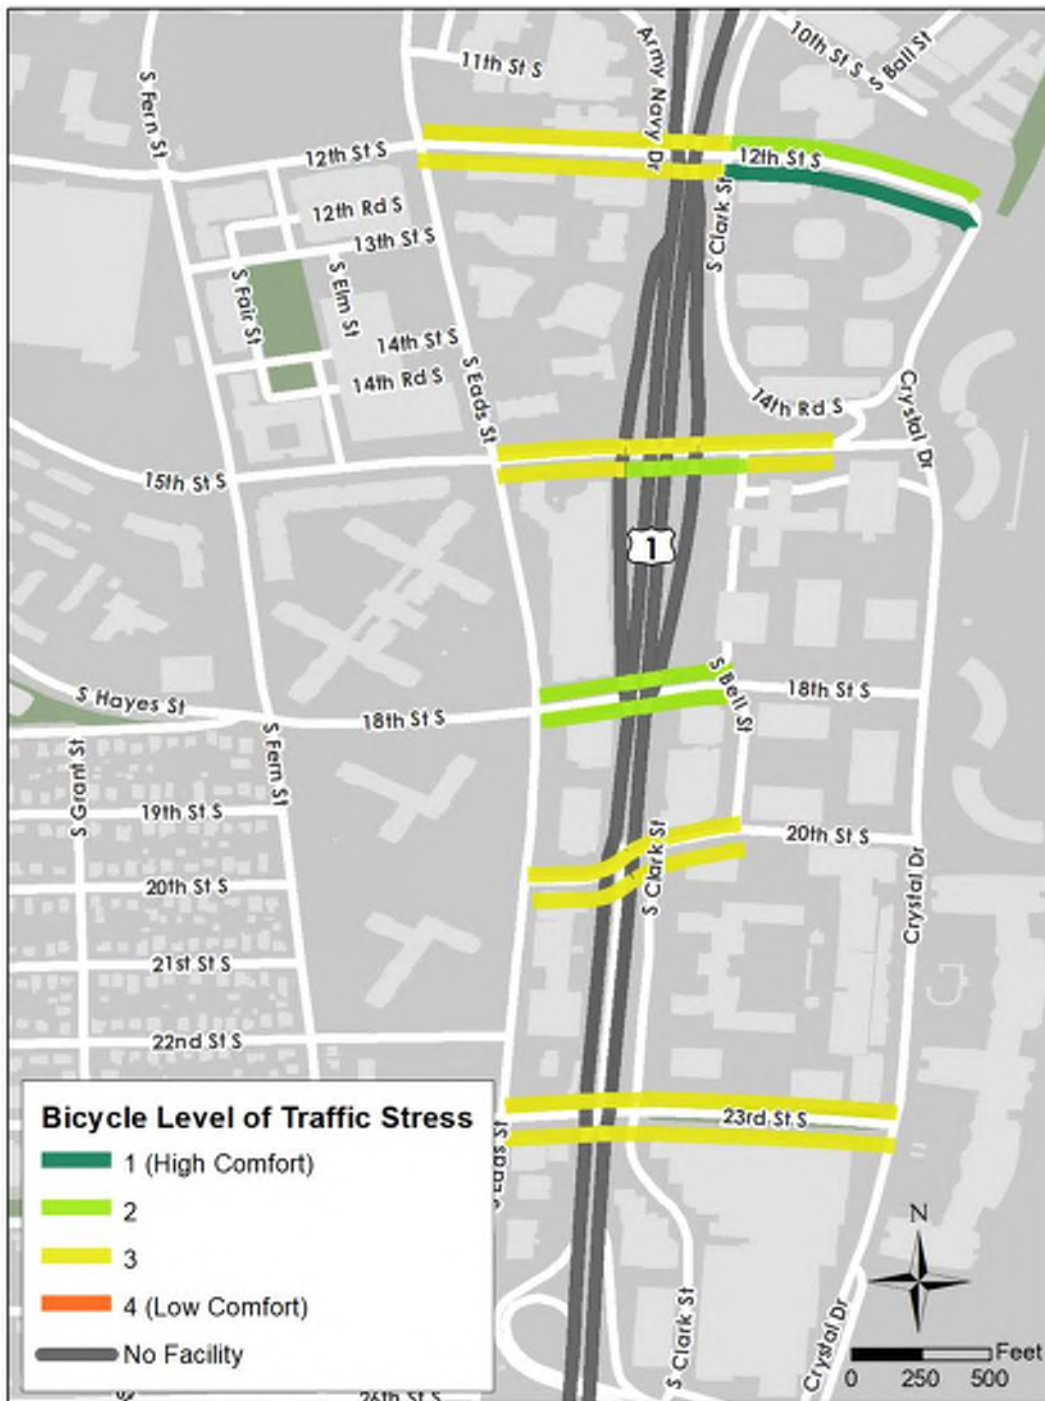 10th St S
S Ball St
Army Navy Dr
11th St S
S Fern St
12th St S
12th St S
S Clark St
12th Rd S
13th St S
S Fair St
S Elm St
14th St S
14th Rd S
S Eads St
14th Rd S
Crystal Dr
15th St S
1
S Hayes St
18th St S
S Bell St
18th St S
S Grant St
S Fern St
19th St S
20th St S
S Clark St
20th St S
Crystal Dr
21st St S
22nd St S
23rd St S
S Eads St
Bicycle Level of Traffic Stress
1 (High Comfort)
2
3
4 (Low Comfort)
No Facility
S Clark St
Crystal Dr
N
Feet
0 250 500
26th St S